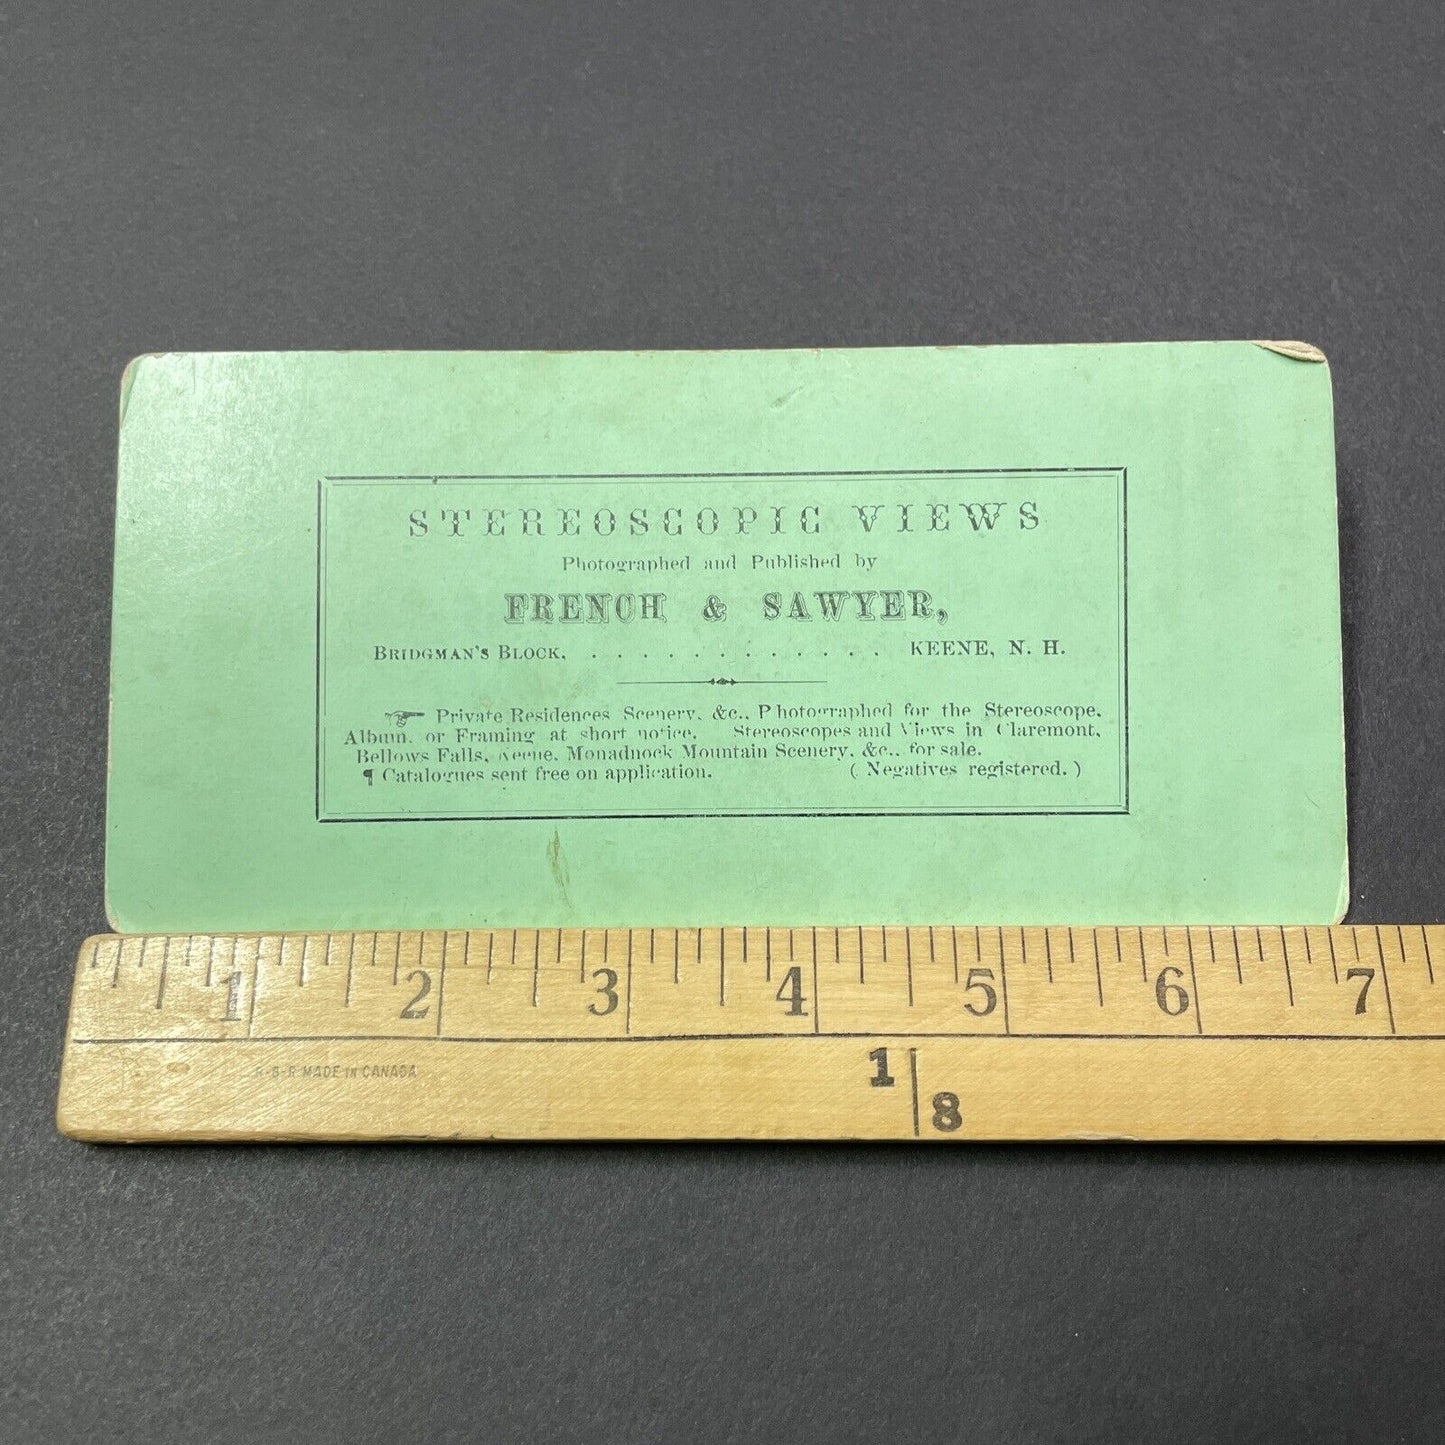 STEREOSCOPIC VIEWS
Photographed and Published by
FRENCH & SAWYER,
BRIDGMAN'S BLOCK, . . . . . . . . . . . . KEENE, N. H.
☞ Private Residences Scenery, &c., Photographed for the Stereoscope,
Album, or Framing at short notice. Stereoscopes and Views in Claremont,
Bellows Falls, Keene, Monadnock Mountain Scenery, &c., for sale.
¶ Catalogues sent free on application. ( Negatives registered. )
1 2 3 4 5 6 7
MADE IN CANADA
1
8